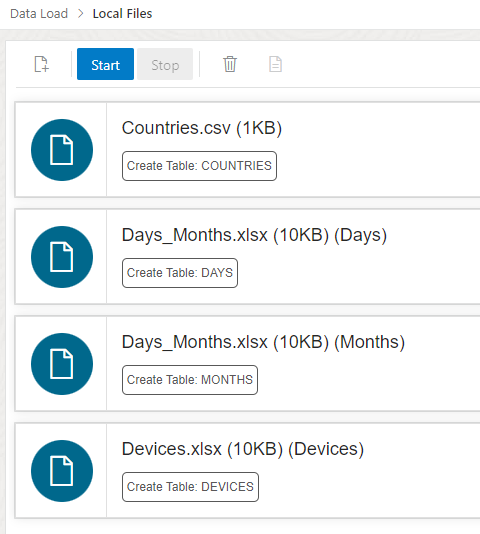 Data Load > Local Files
Start Stop
Countries.csv (1KB)
Create Table: COUNTRIES
Days_Months.xlsx (10KB) (Days)
Create Table: DAYS
Days_Months.xlsx (10KB) (Months)
Create Table: MONTHS
Devices.xlsx (10KB) (Devices)
Create Table: DEVICES